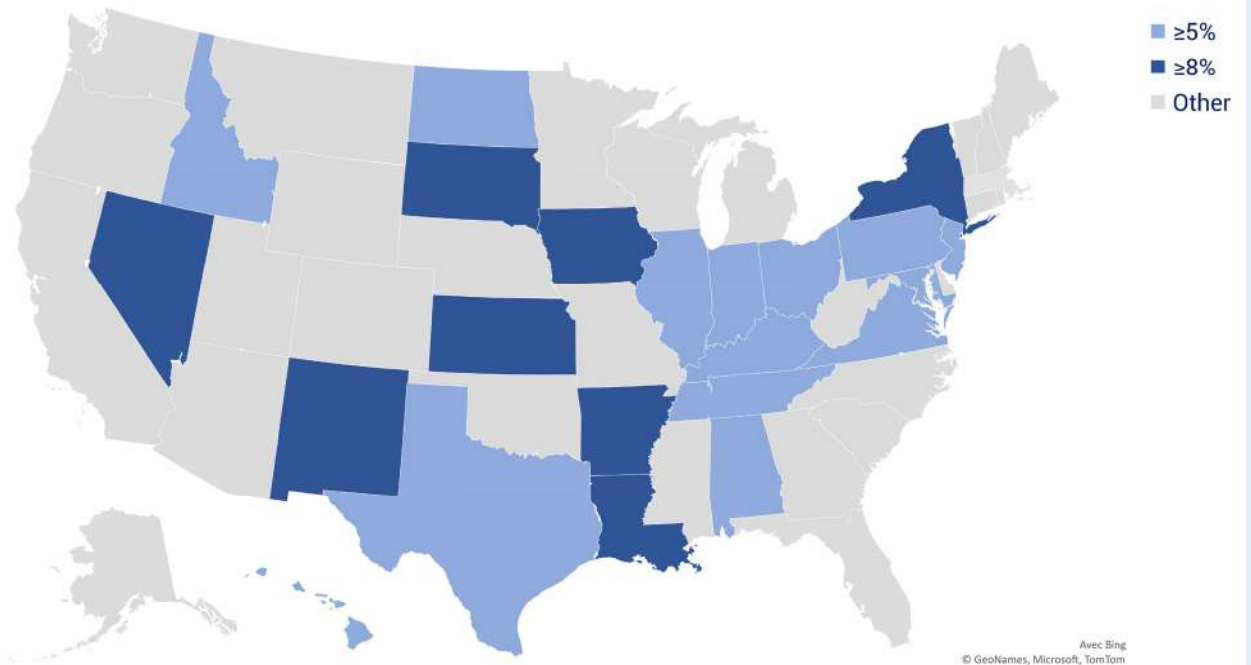 ≥5%
≥8%
Other
Avec Bing
© GeoNames, Microsoft, TomTom